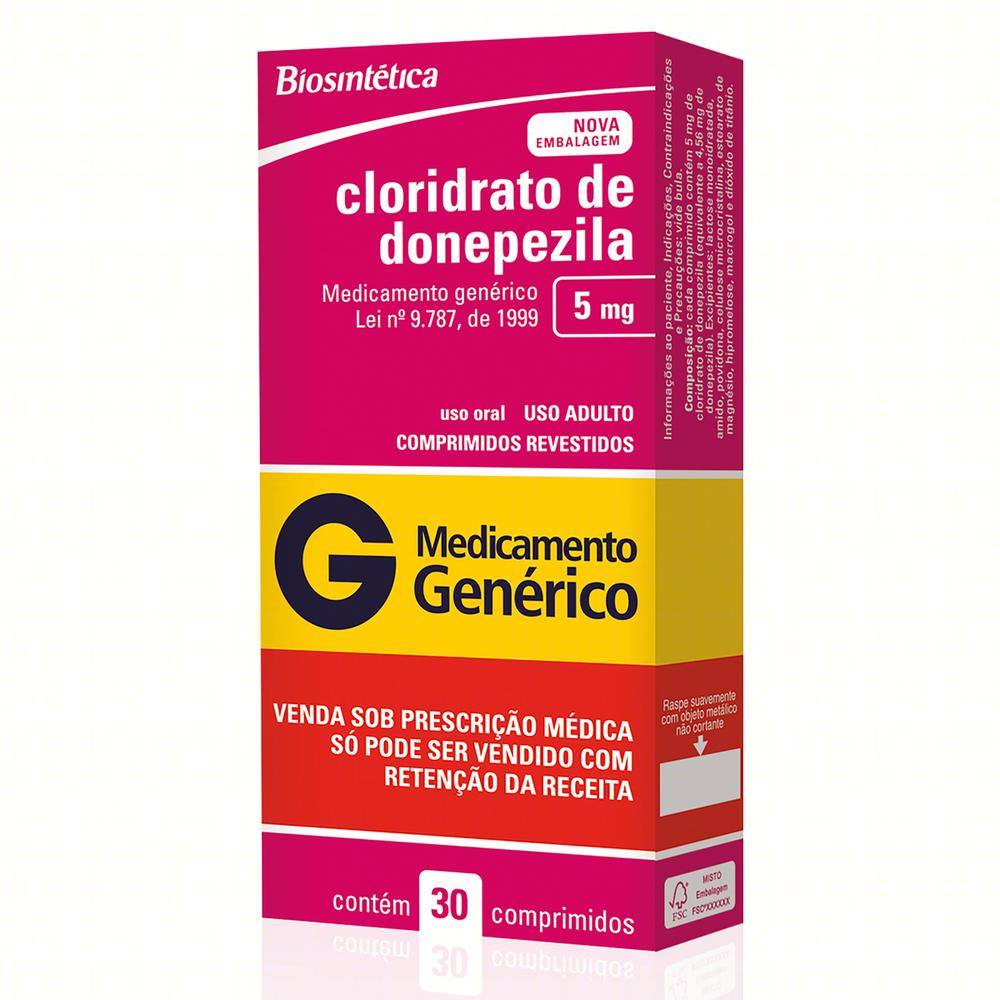 Biosintética
NOVA
EMBALAGEM
cloridrato de
donepezila
Medicamento genérico
Lei nº 9.787, de 1999
5 mg
uso oral USO ADULTO
COMPRIMIDOS REVESTIDOS
G
Medicamento
Genérico
VENDA SOB PRESCRIÇÃO MÉDICA
SÓ PODE SER VENDIDO COM
RETENÇÃO DA RECEITA
contém 30 comprimidos
Informações ao paciente, Indicações, Contraindicações
e Precauções: vide bula.
Composição: cada comprimido contém 5 mg de
cloridrato de donepezila (equivalente a 4,56 mg de
donepezila). Excipientes: lactose monoidratada,
amido, povidona, celulose microcristalina, estearato de
magnésio, hipromelose, macrogol e dióxido de titânio.
Raspe suavemente
com objeto metálico
não cortante
FSC
MISTO
Embalagem
FSC®XXXXXX